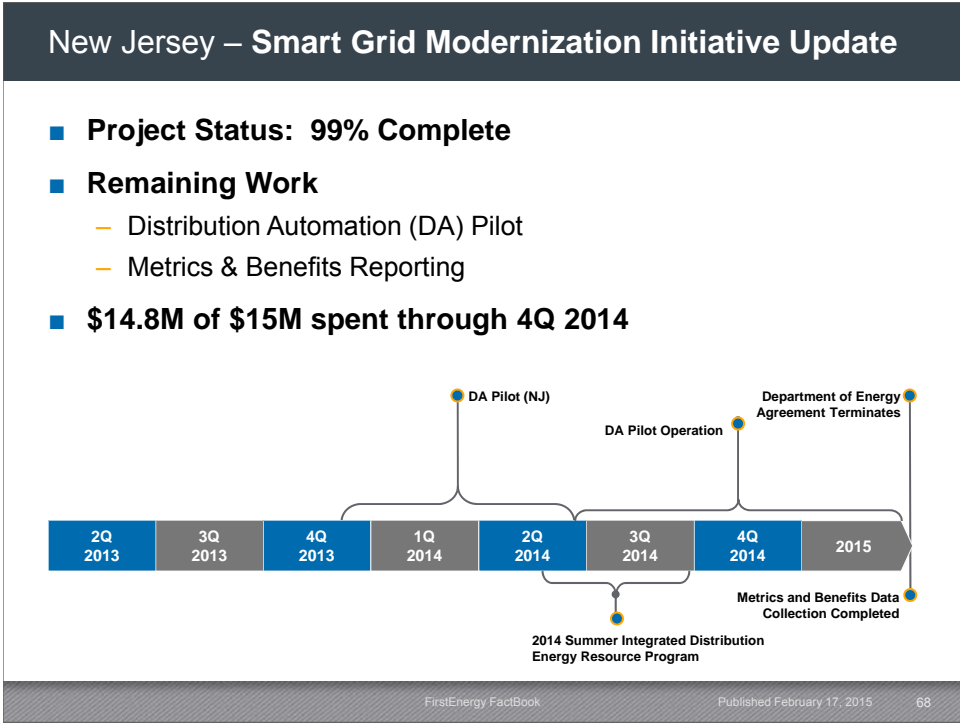 New Jersey – Smart Grid Modernization Initiative Update
■ Project Status: 99% Complete
■ Remaining Work
– Distribution Automation (DA) Pilot
– Metrics & Benefits Reporting
■ $14.8M of $15M spent through 4Q 2014
DA Pilot (NJ)
Department of Energy
Agreement Terminates
DA Pilot Operation
2Q
2013
3Q
2013
4Q
2013
1Q
2014
2Q
2014
3Q
2014
4Q
2014
2015
Metrics and Benefits Data
Collection Completed
2014 Summer Integrated Distribution
Energy Resource Program
FirstEnergy FactBook
Published February 17, 2015
68